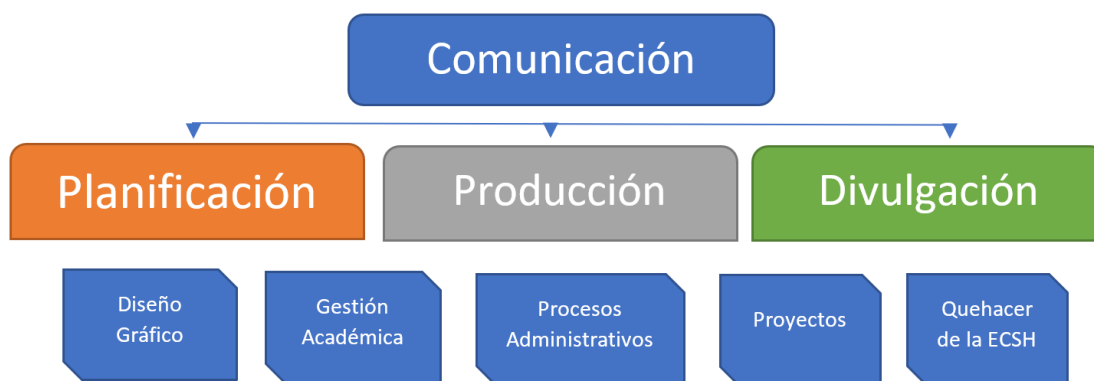 Comunicación
Planificación
Producción
Divulgación
Diseño
Gráfico
Gestión
Académica
Procesos
Administrativos
Proyectos
Quehacer
de la ECSH